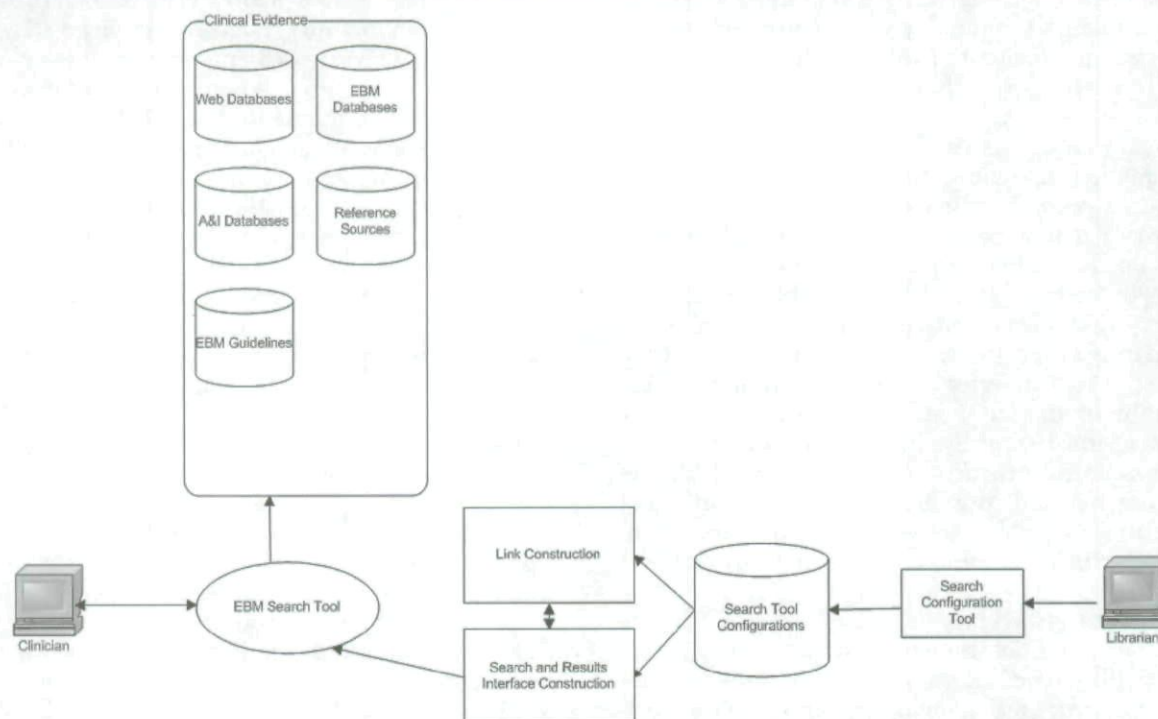 Clinical Evidence
Web Databases
EBM
Databases
A&I Databases
Reference
Sources
EBM Guidelines
Link Construction
Search
Configuration
Tool
Search Tool
Configurations
EBM Search Tool
Clinician
Librarian
Search and Results
Interface Construction